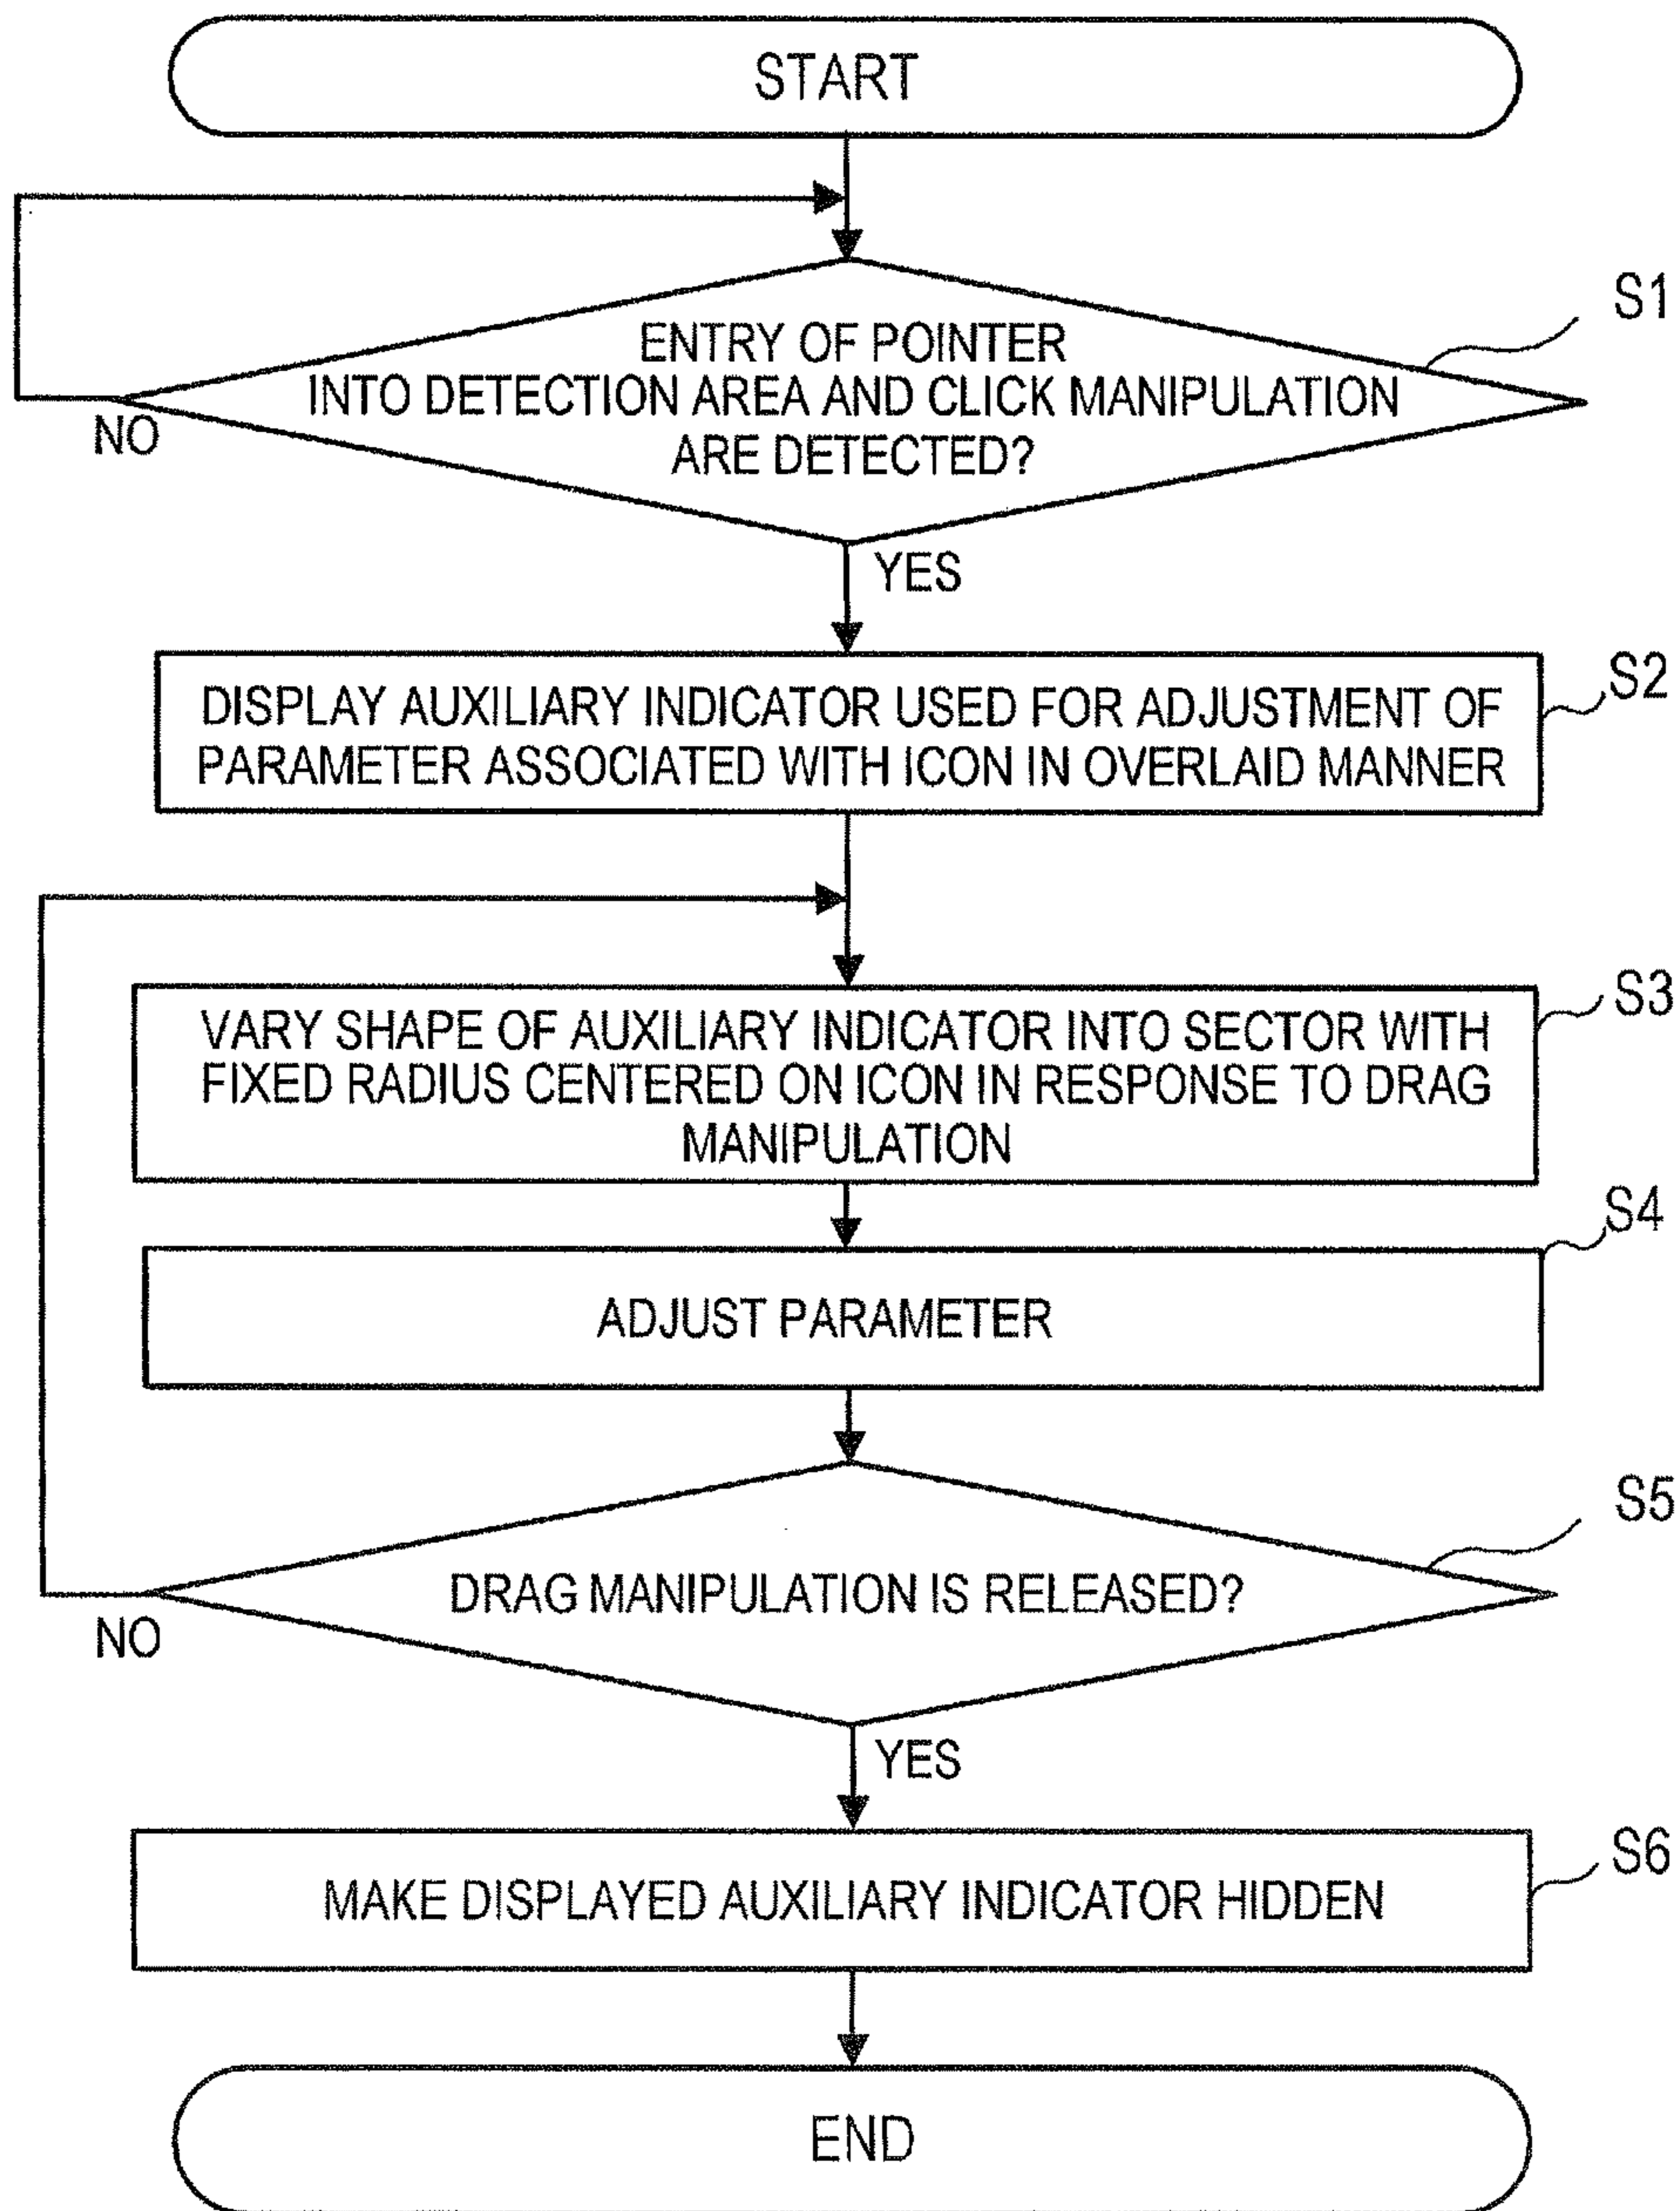 START
S1
ENTRY OF POINTER
INTO DETECTION AREA AND CLICK MANIPULATION
ARE DETECTED?
NO
YES
S2
DISPLAY AUXILIARY INDICATOR USED FOR ADJUSTMENT OF
PARAMETER ASSOCIATED WITH ICON IN OVERLAID MANNER
S3
VARY SHAPE OF AUXILIARY INDICATOR INTO SECTOR WITH
FIXED RADIUS CENTERED ON ICON IN RESPONSE TO DRAG
MANIPULATION
S4
ADJUST PARAMETER
S5
DRAG MANIPULATION IS RELEASED?
NO
YES
S6
MAKE DISPLAYED AUXILIARY INDICATOR HIDDEN
END